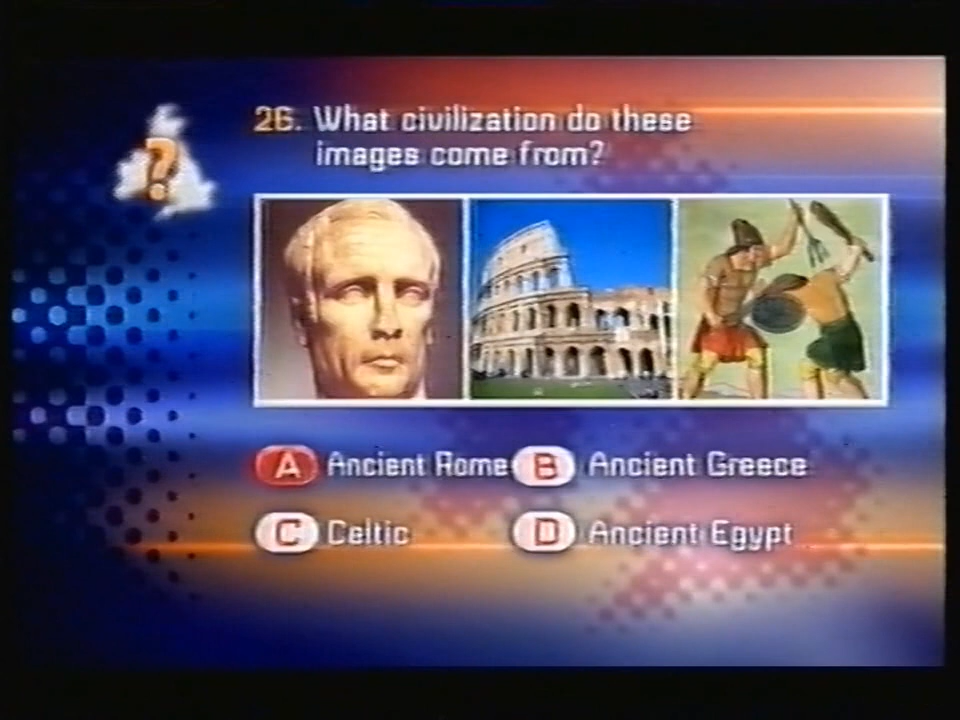 ?
26. What civilization do these
images come from?
A Ancient Rome B Ancient Greece
C Celtic D Ancient Egypt